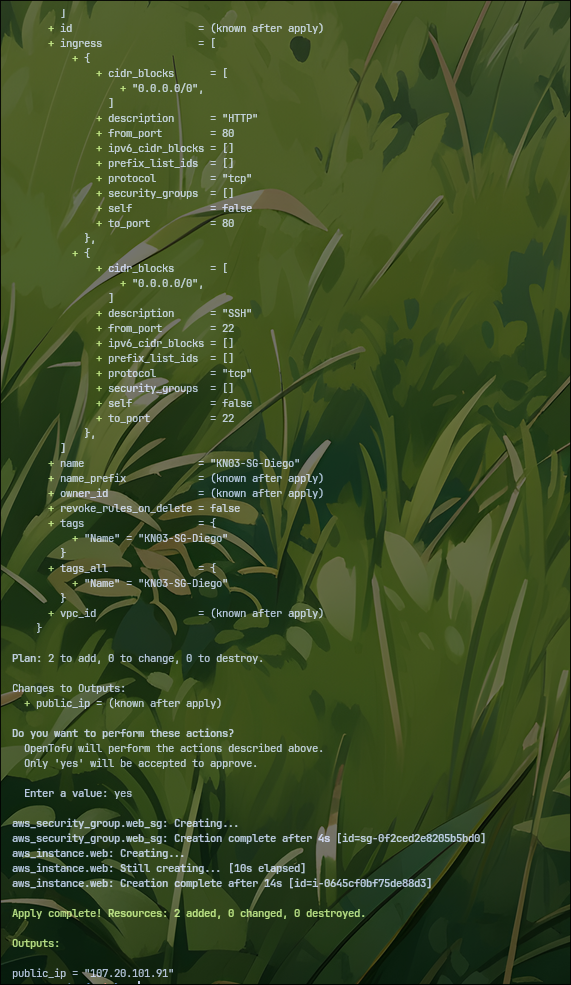 ]
+ id = (known after apply)
+ ingress = [
+ {
+ cidr_blocks = [
+ "0.0.0.0/0",
]
+ description = "HTTP"
+ from_port = 80
+ ipv6_cidr_blocks = []
+ prefix_list_ids = []
+ protocol = "tcp"
+ security_groups = []
+ self = false
+ to_port = 80
},
+ {
+ cidr_blocks = [
+ "0.0.0.0/0",
]
+ description = "SSH"
+ from_port = 22
+ ipv6_cidr_blocks = []
+ prefix_list_ids = []
+ protocol = "tcp"
+ security_groups = []
+ self = false
+ to_port = 22
},
]
+ name = "KN03-SG-Diego"
+ name_prefix = (known after apply)
+ owner_id = (known after apply)
+ revoke_rules_on_delete = false
+ tags = {
+ "Name" = "KN03-SG-Diego"
}
+ tags_all = {
+ "Name" = "KN03-SG-Diego"
}
+ vpc_id = (known after apply)
}
Plan: 2 to add, 0 to change, 0 to destroy.
Changes to Outputs:
+ public_ip = (known after apply)
Do you want to perform these actions?
OpenTofu will perform the actions described above.
Only 'yes' will be accepted to approve.
Enter a value: yes
aws_security_group.web_sg: Creating...
aws_security_group.web_sg: Creation complete after 4s [id=sg-0f2ced2e8205b5bd0]
aws_instance.web: Creating...
aws_instance.web: Still creating... [10s elapsed]
aws_instance.web: Creation complete after 14s [id=i-0645cf0bf75de88d3]
Apply complete! Resources: 2 added, 0 changed, 0 destroyed.
Outputs:
public_ip = "107.20.101.91"